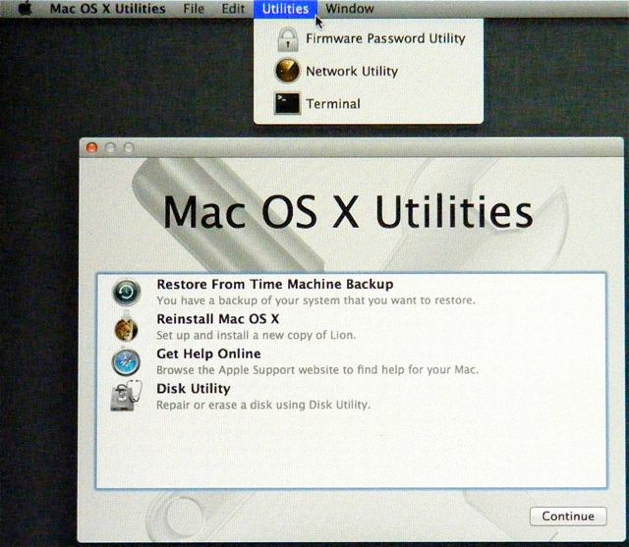 Mac OS X Utilities File Edit Utilities Window
Firmware Password Utility
Network Utility
Terminal
Mac OS X Utilities
Restore From Time Machine Backup
You have a backup of your system that you want to restore.
Reinstall Mac OS X
Set up and install a new copy of Lion.
Get Help Online
Browse the Apple Support website to find help for your Mac.
Disk Utility
Repair or erase a disk using Disk Utility.
Continue